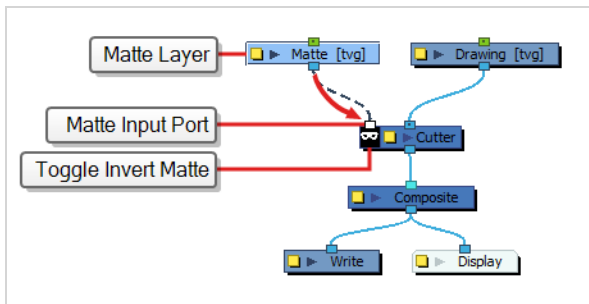 Matte Layer
Matte [tvg]
Drawing [tvg]
Matte Input Port
Cutter
Toggle Invert Matte
Composite
Write
Display